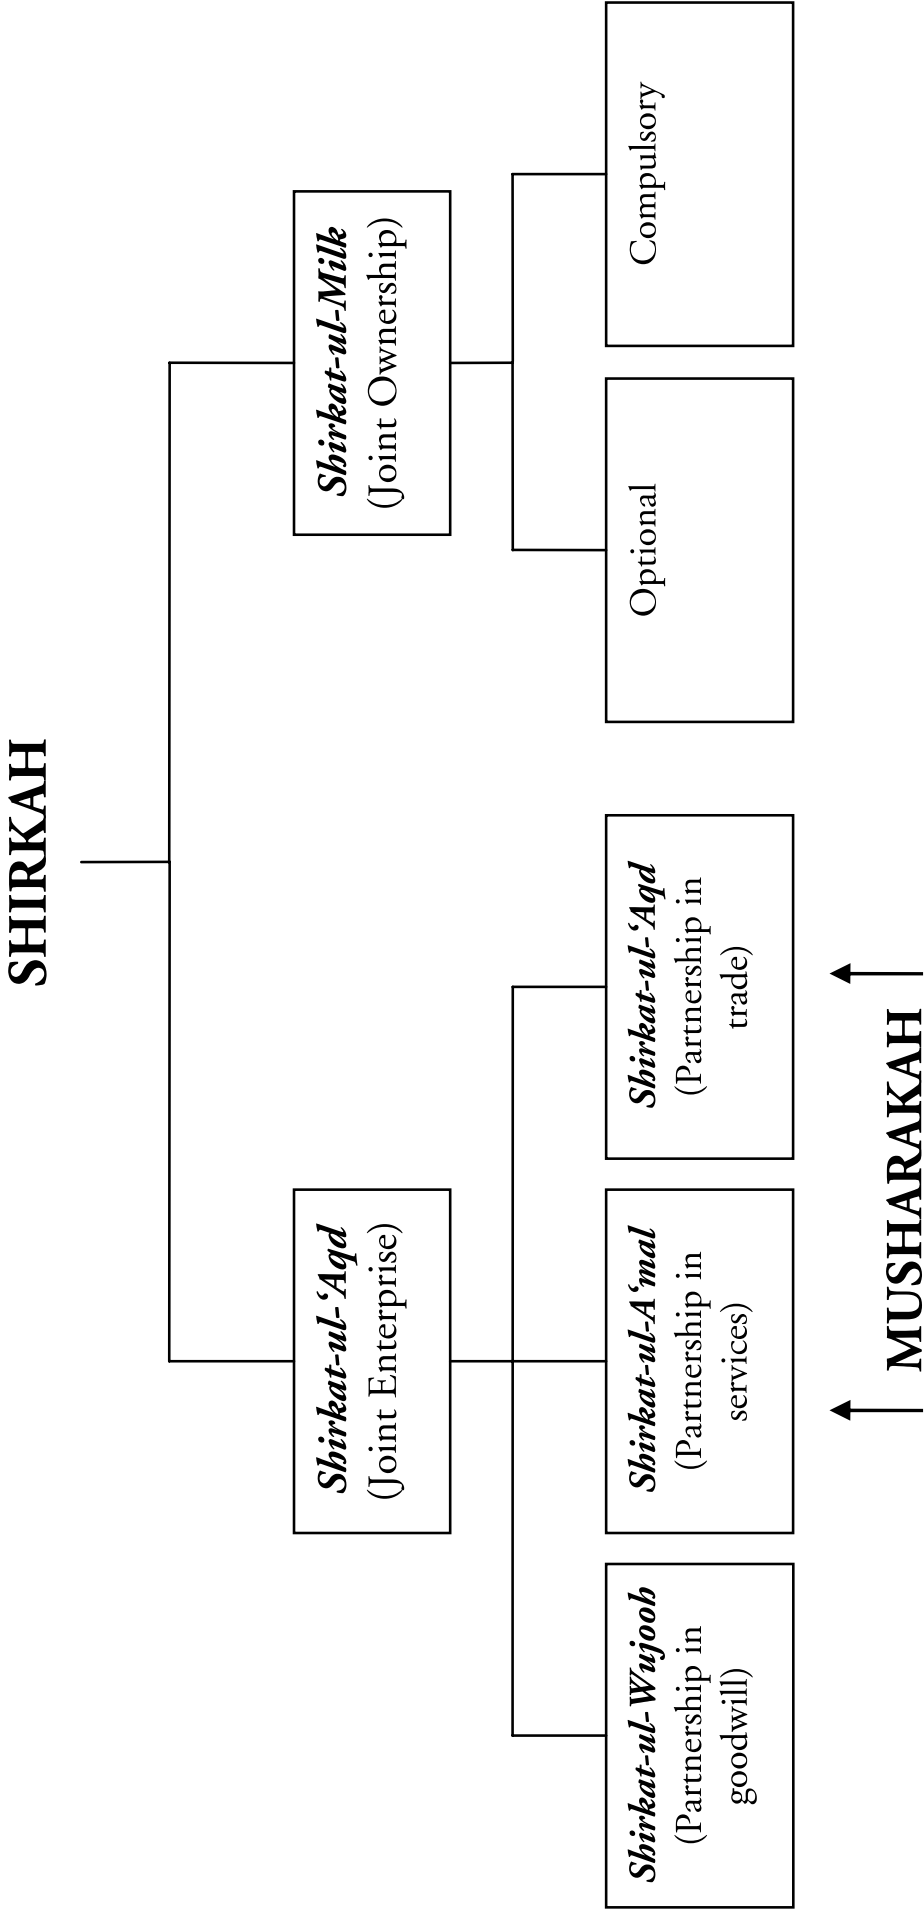 SHIRKAH
Shirkat-ul-‘Aqd
(Joint Enterprise)
Shirkat-ul-Milk
(Joint Ownership)
Shirkat-ul-Wujooh
(Partnership in
goodwill)
Shirkat-ul-A‘mal
(Partnership in
services)
Shirkat-ul-‘Aqd
(Partnership in
trade)
Optional
Compulsory
MUSHARAKAH